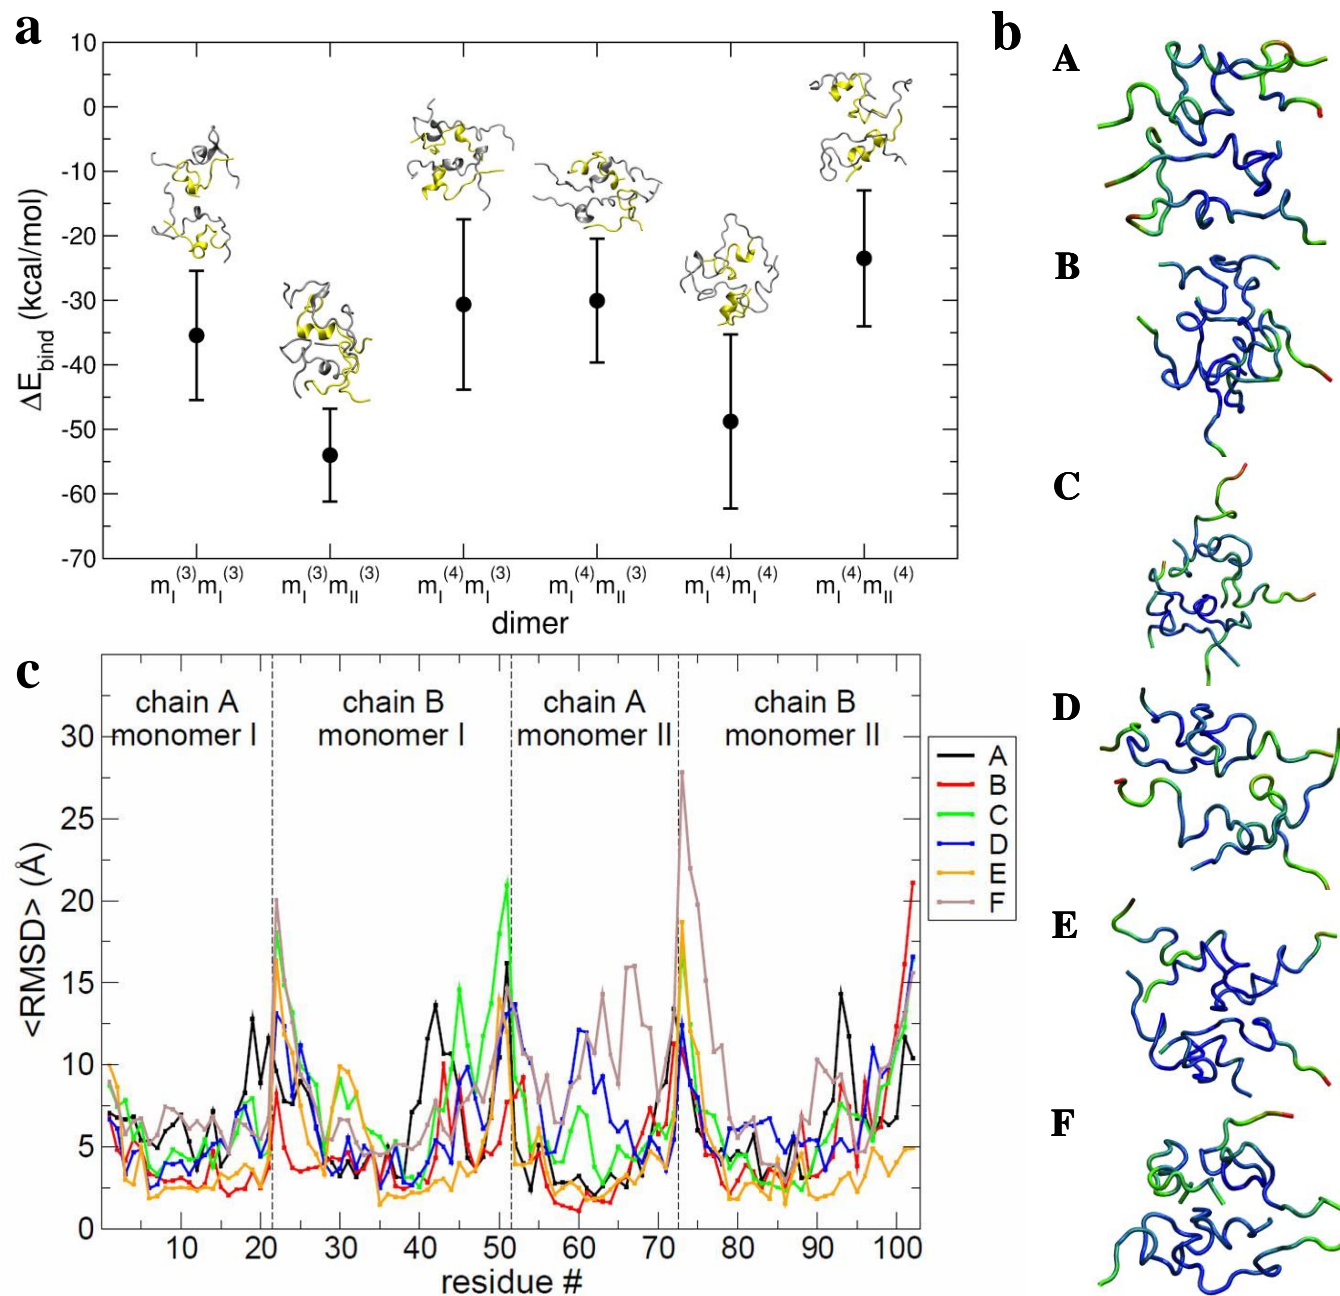 a
b
10
0
-10
-20
-30
-40
-50
-60
-70
ΔE_bind (kcal/mol)
m_I^(3)m_I^(3) m_I^(3)m_II^(3) m_I^(4)m_I^(3) m_I^(4)m_II^(3) m_I^(4)m_I^(4) m_I^(4)m_II^(4)
dimer
A
B
C
D
E
F
c
chain A monomer I
chain B monomer I
chain A monomer II
chain B monomer II
30
25
20
15
10
5
0
<RMSD> (Å)
10 20 30 40 50 60 70 80 90 100
residue #
A
B
C
D
E
F